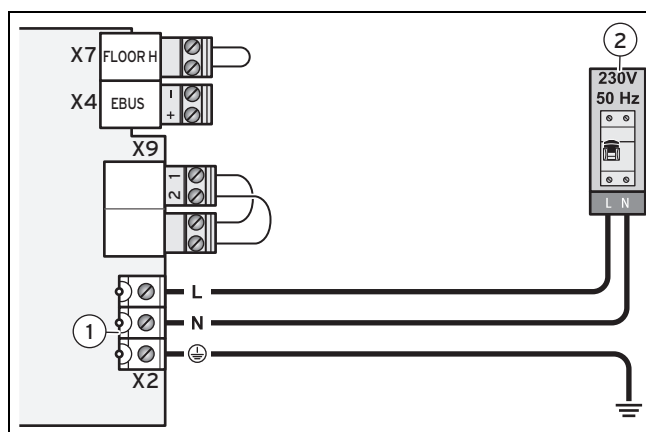 X7 FLOOR H
X4 EBUS - +
X9
2 1
L
N
X2
1
2
230V
50 Hz
L N